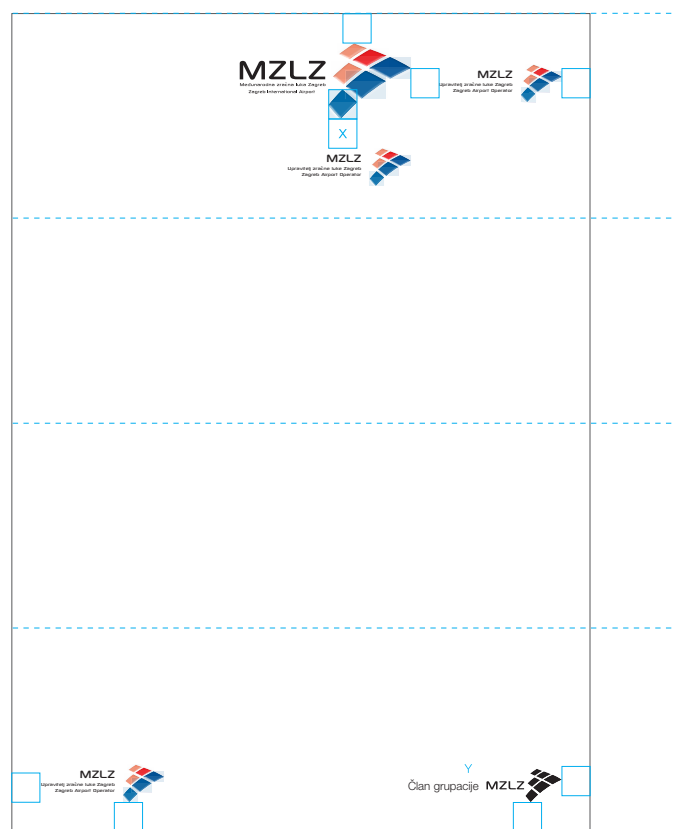 MZLZ
Međunarodna zračna luka Zagreb
Zagreb International Airport
MZLZ
Upravitelj zračne luke Zagreb
Zagreb Airport Operator
X
MZLZ
Upravitelj zračne luke Zagreb
Zagreb Airport Operator
MZLZ
Upravitelj zračne luke Zagreb
Zagreb Airport Operator
Y
Član grupacije MZLZ